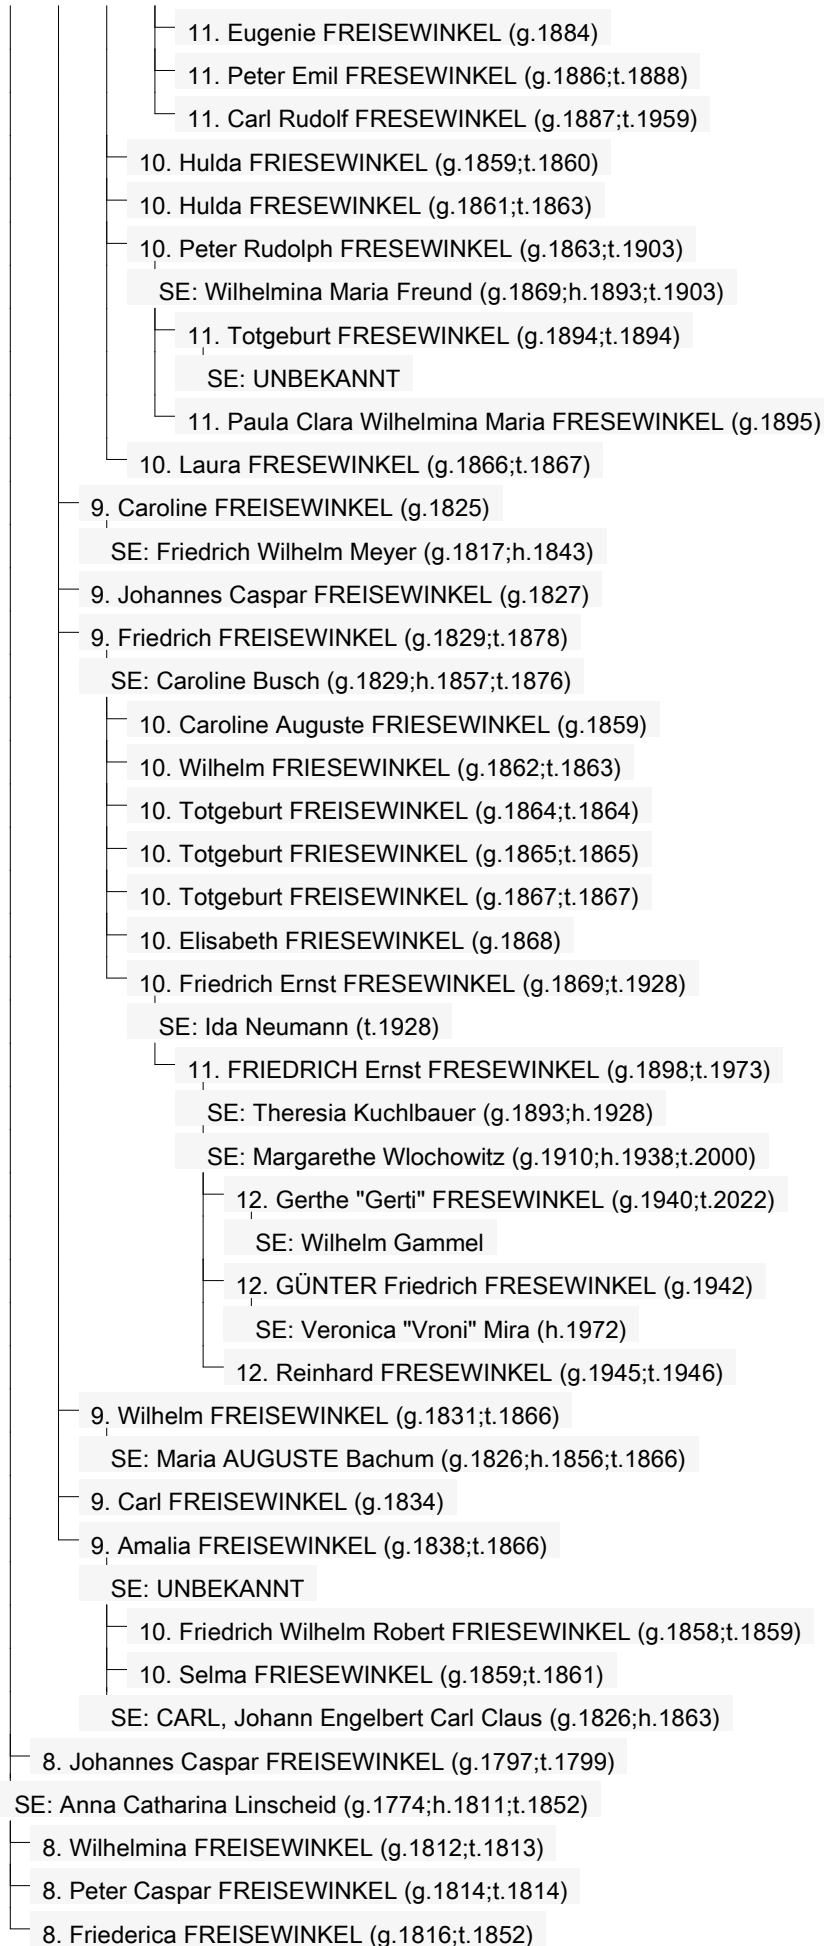 11. Eugenie FREISEWINKEL (g.1884)
11. Peter Emil FRESEWINKEL (g.1886;t.1888)
11. Carl Rudolf FRESEWINKEL (g.1887;t.1959)
10. Hulda FRIESEWINKEL (g.1859;t.1860)
10. Hulda FRESEWINKEL (g.1861;t.1863)
10. Peter Rudolph FRESEWINKEL (g.1863;t.1903)
SE: Wilhelmina Maria Freund (g.1869;h.1893;t.1903)
11. Totgeburt FRESEWINKEL (g.1894;t.1894)
SE: UNBEKANNT
11. Paula Clara Wilhelmina Maria FRESEWINKEL (g.1895)
10. Laura FRESEWINKEL (g.1866;t.1867)
9. Caroline FREISEWINKEL (g.1825)
SE: Friedrich Wilhelm Meyer (g.1817;h.1843)
9. Johannes Caspar FREISEWINKEL (g.1827)
9. Friedrich FREISEWINKEL (g.1829;t.1878)
SE: Caroline Busch (g.1829;h.1857;t.1876)
10. Caroline Auguste FRIESEWINKEL (g.1859)
10. Wilhelm FRIESEWINKEL (g.1862;t.1863)
10. Totgeburt FREISEWINKEL (g.1864;t.1864)
10. Totgeburt FRIESEWINKEL (g.1865;t.1865)
10. Totgeburt FREISEWINKEL (g.1867;t.1867)
10. Elisabeth FRIESEWINKEL (g.1868)
10. Friedrich Ernst FRESEWINKEL (g.1869;t.1928)
SE: Ida Neumann (t.1928)
11. FRIEDRICH Ernst FRESEWINKEL (g.1898;t.1973)
SE: Theresia Kuchlbauer (g.1893;h.1928)
SE: Margarethe Wlochowitz (g.1910;h.1938;t.2000)
12. Gerthe "Gerti" FRESEWINKEL (g.1940;t.2022)
SE: Wilhelm Gammel
12. GÜNTER Friedrich FRESEWINKEL (g.1942)
SE: Veronica "Vroni" Mira (h.1972)
12. Reinhard FRESEWINKEL (g.1945;t.1946)
9. Wilhelm FREISEWINKEL (g.1831;t.1866)
SE: Maria AUGUSTE Bachum (g.1826;h.1856;t.1866)
9. Carl FREISEWINKEL (g.1834)
9. Amalia FREISEWINKEL (g.1838;t.1866)
SE: UNBEKANNT
10. Friedrich Wilhelm Robert FRIESEWINKEL (g.1858;t.1859)
10. Selma FRIESEWINKEL (g.1859;t.1861)
SE: CARL, Johann Engelbert Carl Claus (g.1826;h.1863)
8. Johannes Caspar FREISEWINKEL (g.1797;t.1799)
SE: Anna Catharina Linscheid (g.1774;h.1811;t.1852)
8. Wilhelmina FREISEWINKEL (g.1812;t.1813)
8. Peter Caspar FREISEWINKEL (g.1814;t.1814)
8. Friederica FREISEWINKEL (g.1816;t.1852)